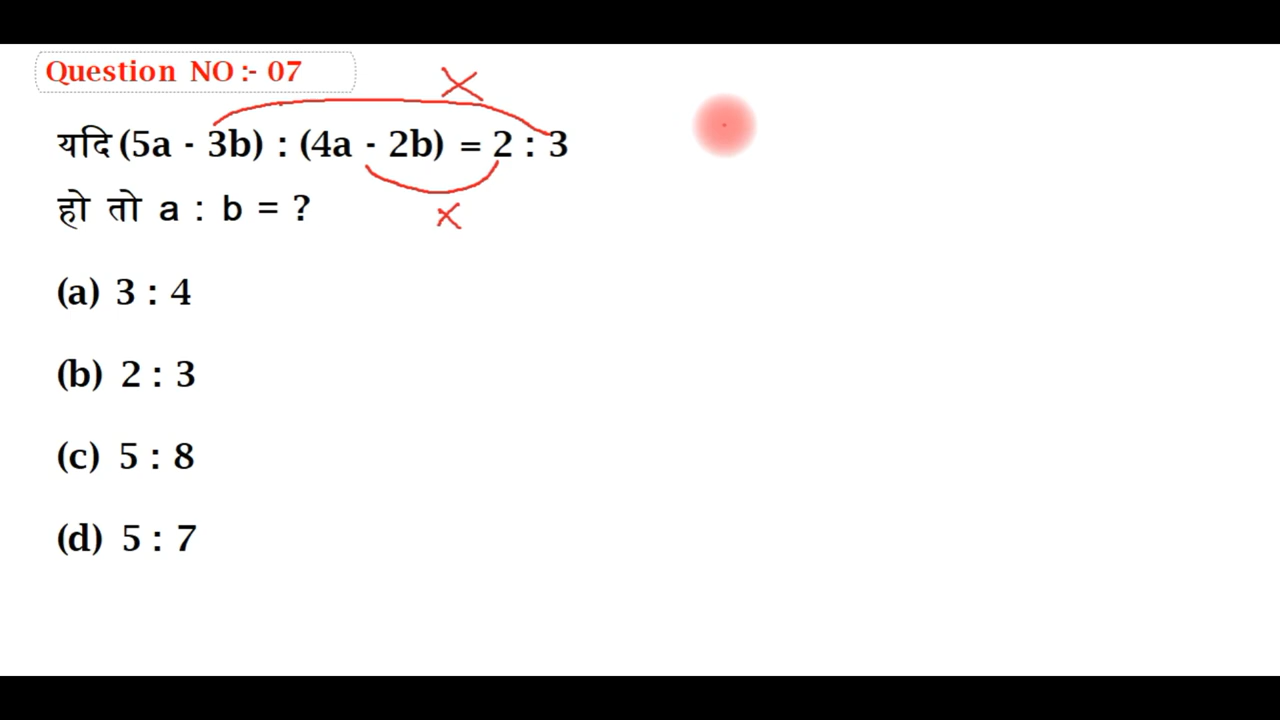 Question NO :- 07
यदि (5a - 3b) : (4a - 2b) = 2 : 3
हो तो a : b = ?
(a) 3 : 4
(b) 2 : 3
(c) 5 : 8
(d) 5 : 7